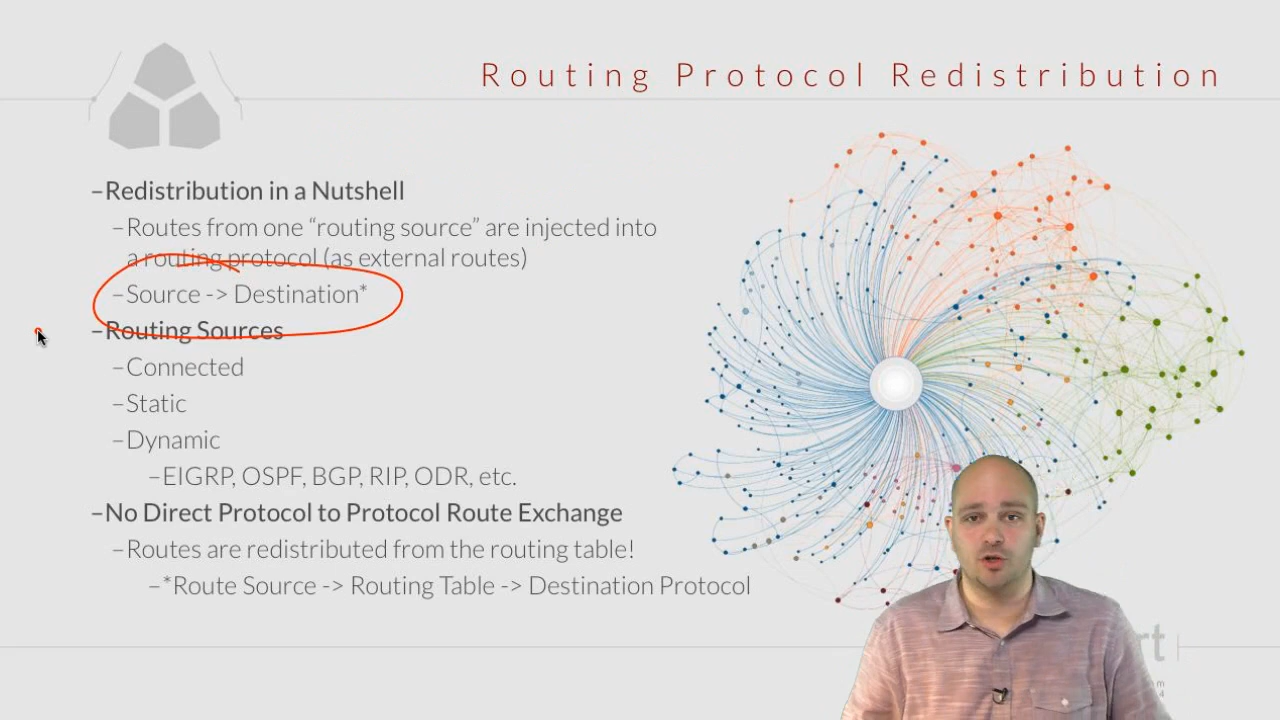 Routing Protocol Redistribution
–Redistribution in a Nutshell
–Routes from one “routing source” are injected into
a routing protocol (as external routes)
–Source -> Destination*
–Routing Sources
–Connected
–Static
–Dynamic
–EIGRP, OSPF, BGP, RIP, ODR, etc.
–No Direct Protocol to Protocol Route Exchange
–Routes are redistributed from the routing table!
–*Route Source -> Routing Table -> Destination Protocol